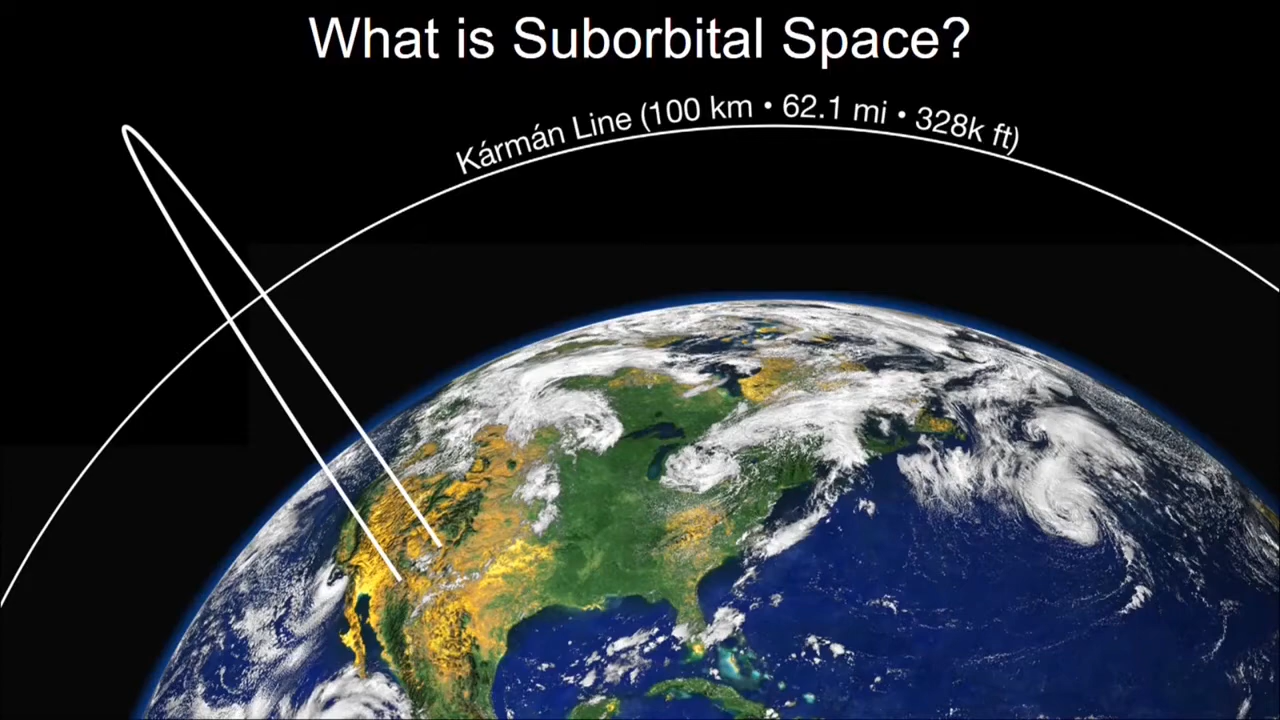 What is Suborbital Space?
Kármán Line (100 km • 62.1 mi • 328k ft)